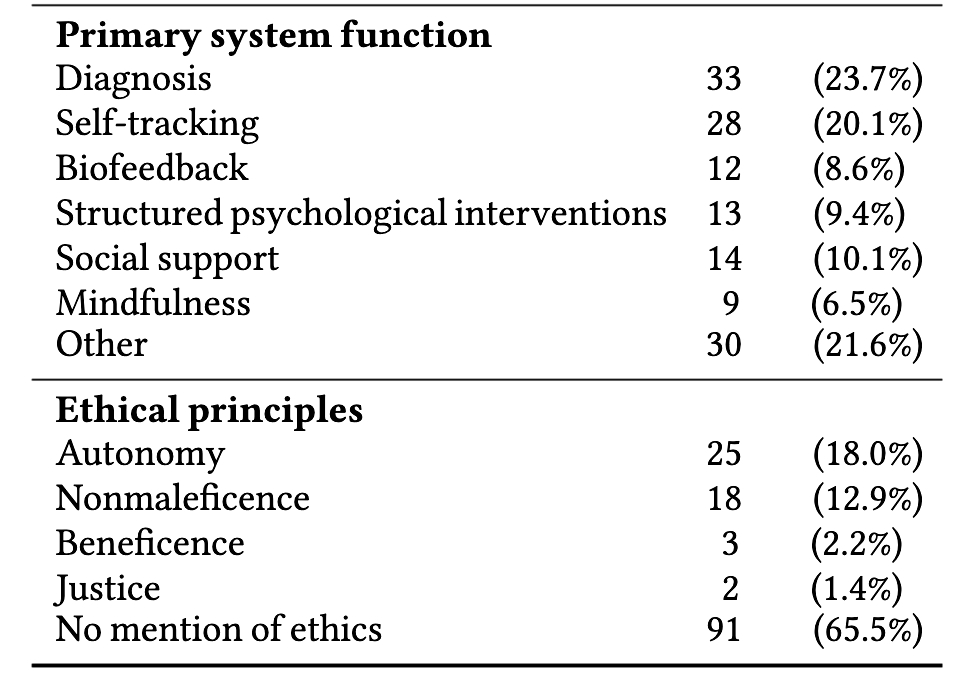 Primary system function
Diagnosis 33 (23.7%)
Self-tracking 28 (20.1%)
Biofeedback 12 (8.6%)
Structured psychological interventions 13 (9.4%)
Social support 14 (10.1%)
Mindfulness 9 (6.5%)
Other 30 (21.6%)
Ethical principles
Autonomy 25 (18.0%)
Nonmaleficence 18 (12.9%)
Beneficence 3 (2.2%)
Justice 2 (1.4%)
No mention of ethics 91 (65.5%)